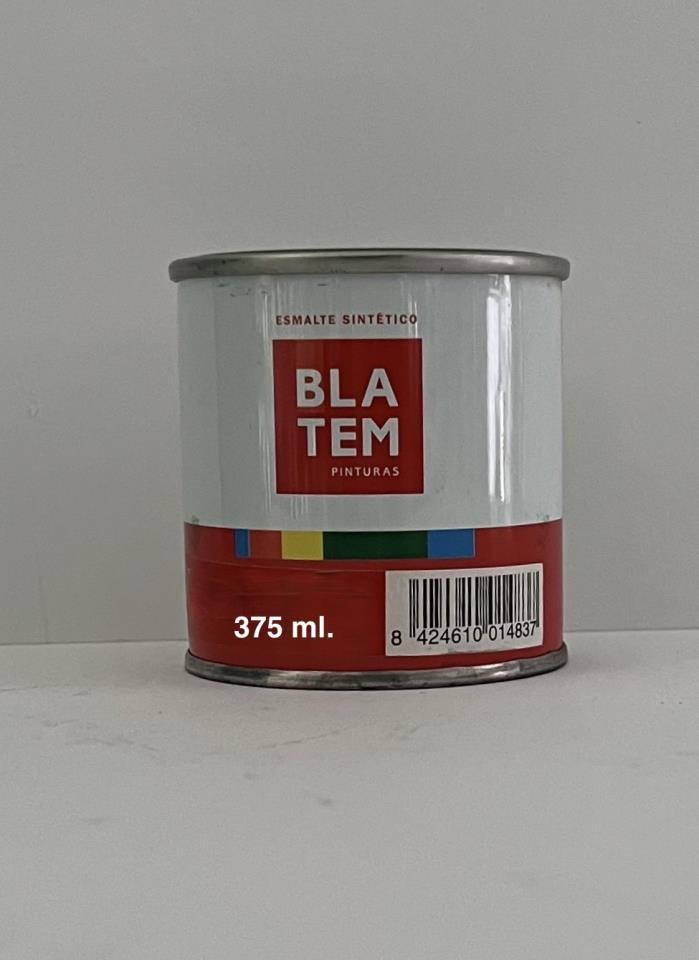 ESMALTE SINTÉTICO
BLA
TEM
PINTURAS
375 ml.
8 424610 014837